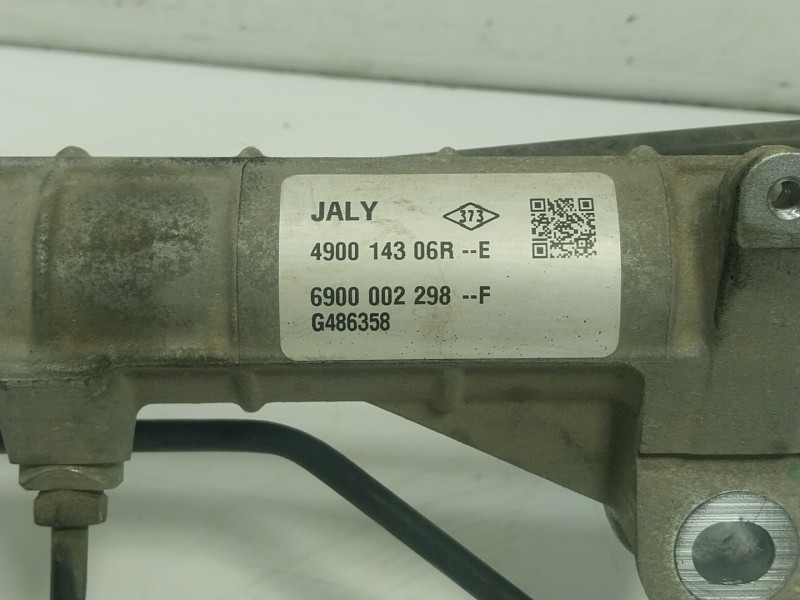 JALY 373
4900 143 06R --E
6900 002 298 --F
G486358